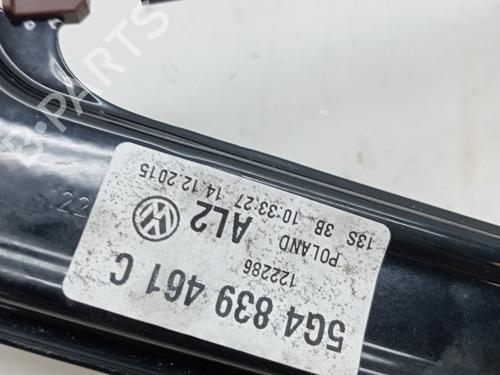 5G4 839 461 C
122286
POLAND AL2
13S 3B 10:33:27 14.12.2015
B-PARTS